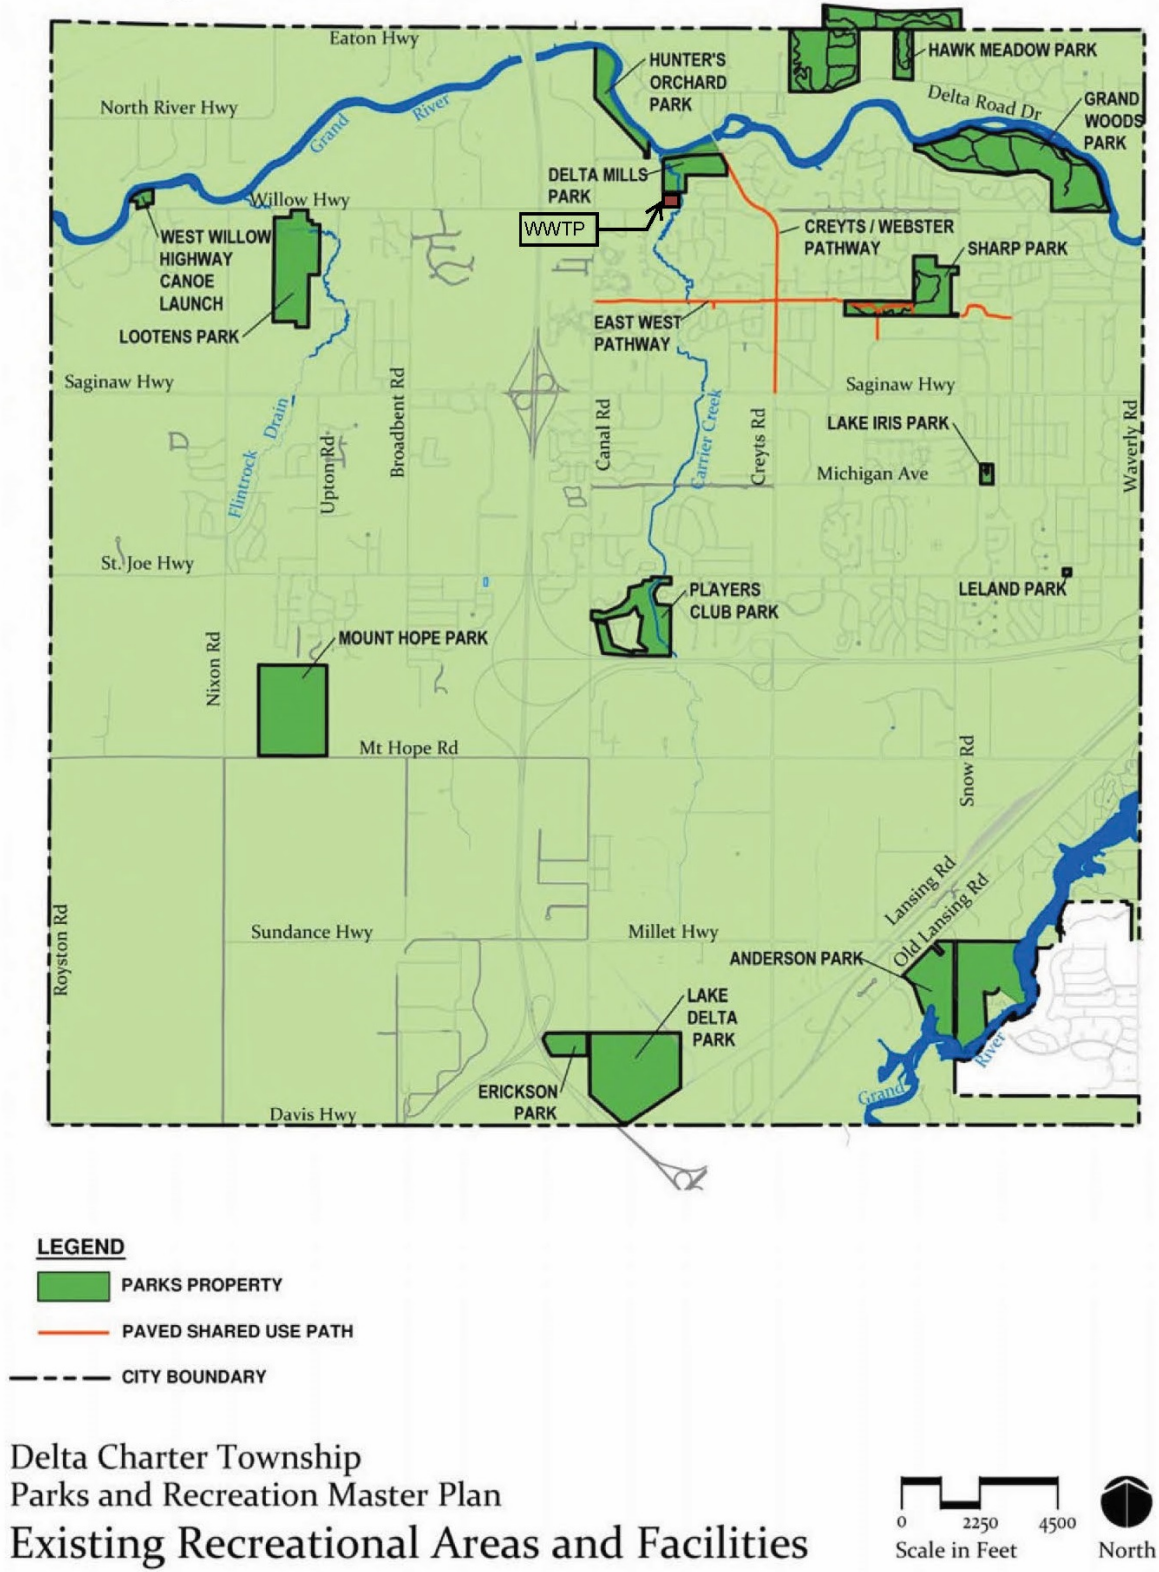 Eaton Hwy
HAWK MEADOW PARK
HUNTER'S
ORCHARD
PARK
North River Hwy
Grand
River
Delta Road Dr
GRAND
WOODS
PARK
DELTA MILLS
PARK
Willow Hwy
WWTP
CREYTS / WEBSTER
PATHWAY
SHARP PARK
WEST WILLOW
HIGHWAY
CANOE
LAUNCH
LOOTENS PARK
EAST WEST
PATHWAY
Saginaw Hwy
Saginaw Hwy
Broadbent Rd
Canal Rd
Carrier Creek
Creyts Rd
LAKE IRIS PARK
Waverly Rd
Flintrock Drain
Upton Rd
Michigan Ave
St. Joe Hwy
PLAYERS
CLUB PARK
LELAND PARK
Nixon Rd
MOUNT HOPE PARK
Mt Hope Rd
Snow Rd
Lansing Rd
Old Lansing Rd
Royston Rd
Sundance Hwy
Millet Hwy
ANDERSON PARK
LAKE
DELTA
PARK
River
Grand
ERICKSON
PARK
Davis Hwy
LEGEND
PARKS PROPERTY
PAVED SHARED USE PATH
CITY BOUNDARY
Delta Charter Township
Parks and Recreation Master Plan
Existing Recreational Areas and Facilities
0 2250 4500
Scale in Feet
North